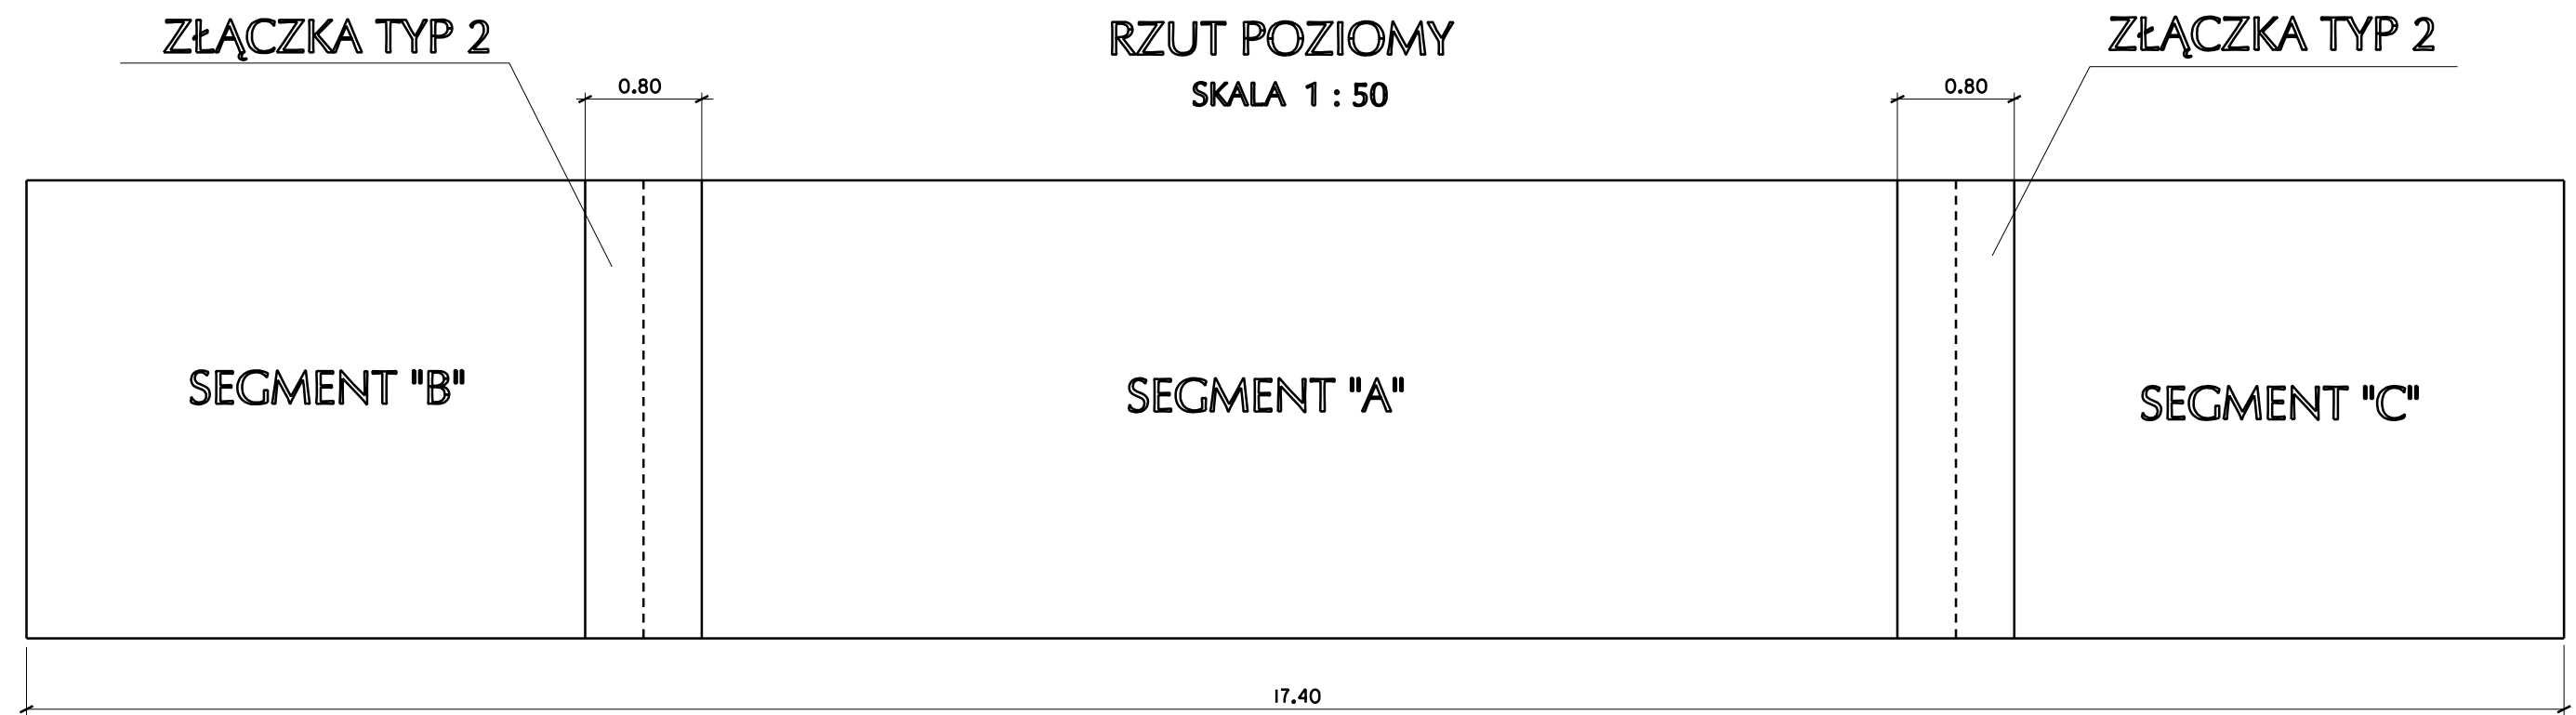 ZŁĄCZKA TYP 2
RZUT POZIOMY
ZŁĄCZKA TYP 2
SKALA 1 : 50
0.80
0.80
SEGMENT "B"
SEGMENT "A"
SEGMENT "C"
17.40